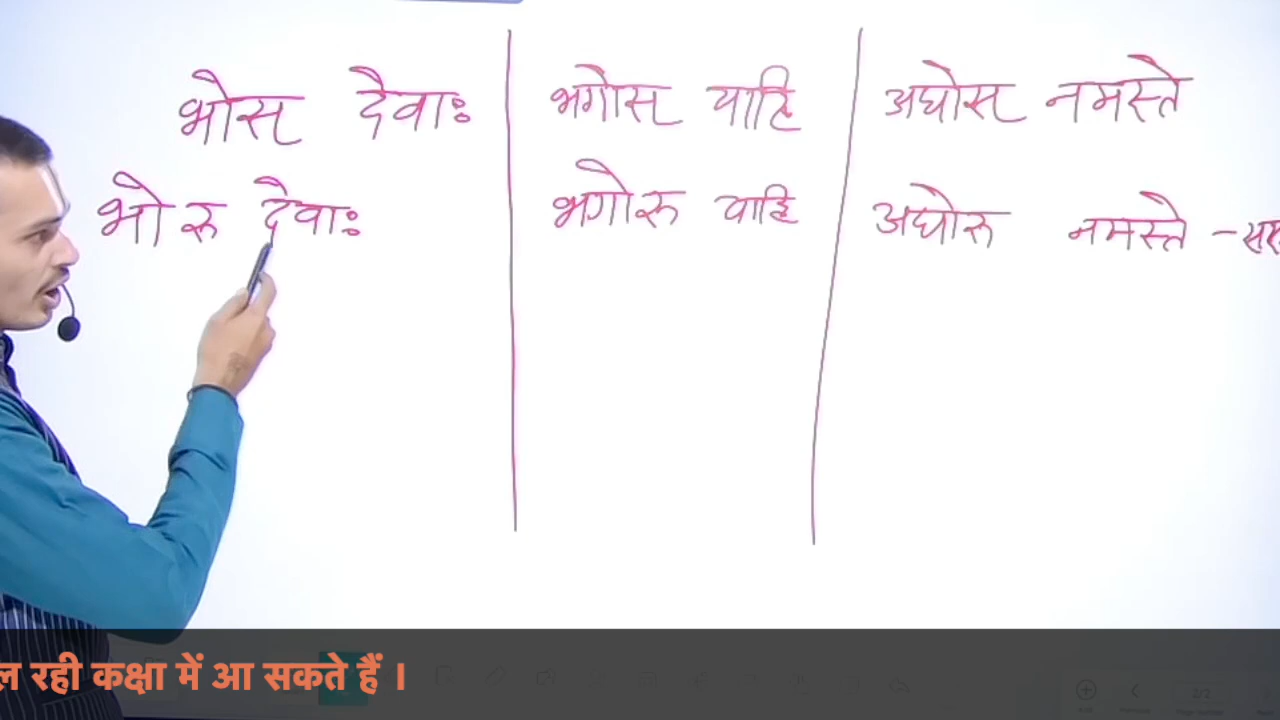 भोस् देवाः भगोस् याहि अघोस् नमस्ते
भो रु देवाः भगोरु याहि अघोरु नमस्ते -
रही कक्षा में आ सकते हैं ।